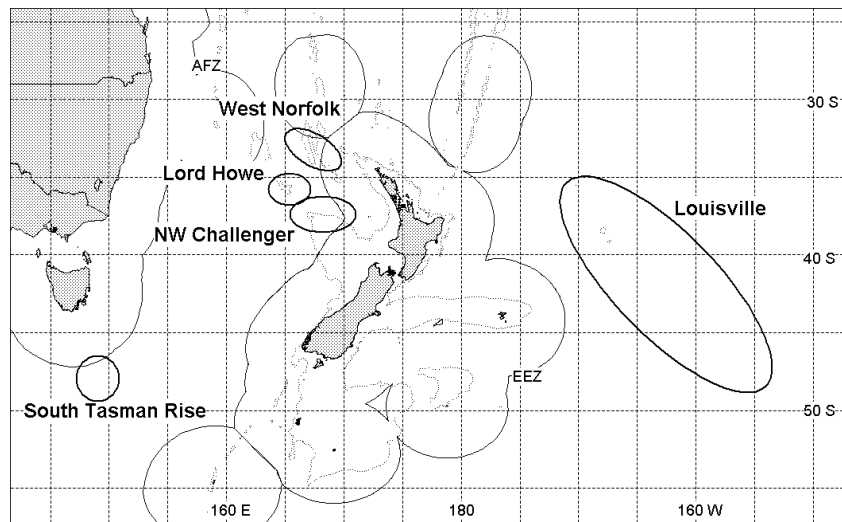 AFZ
30 S
West Norfolk
Lord Howe
Louisville
NW Challenger
40 S
EEZ
South Tasman Rise
50 S
160 E
180
160 W